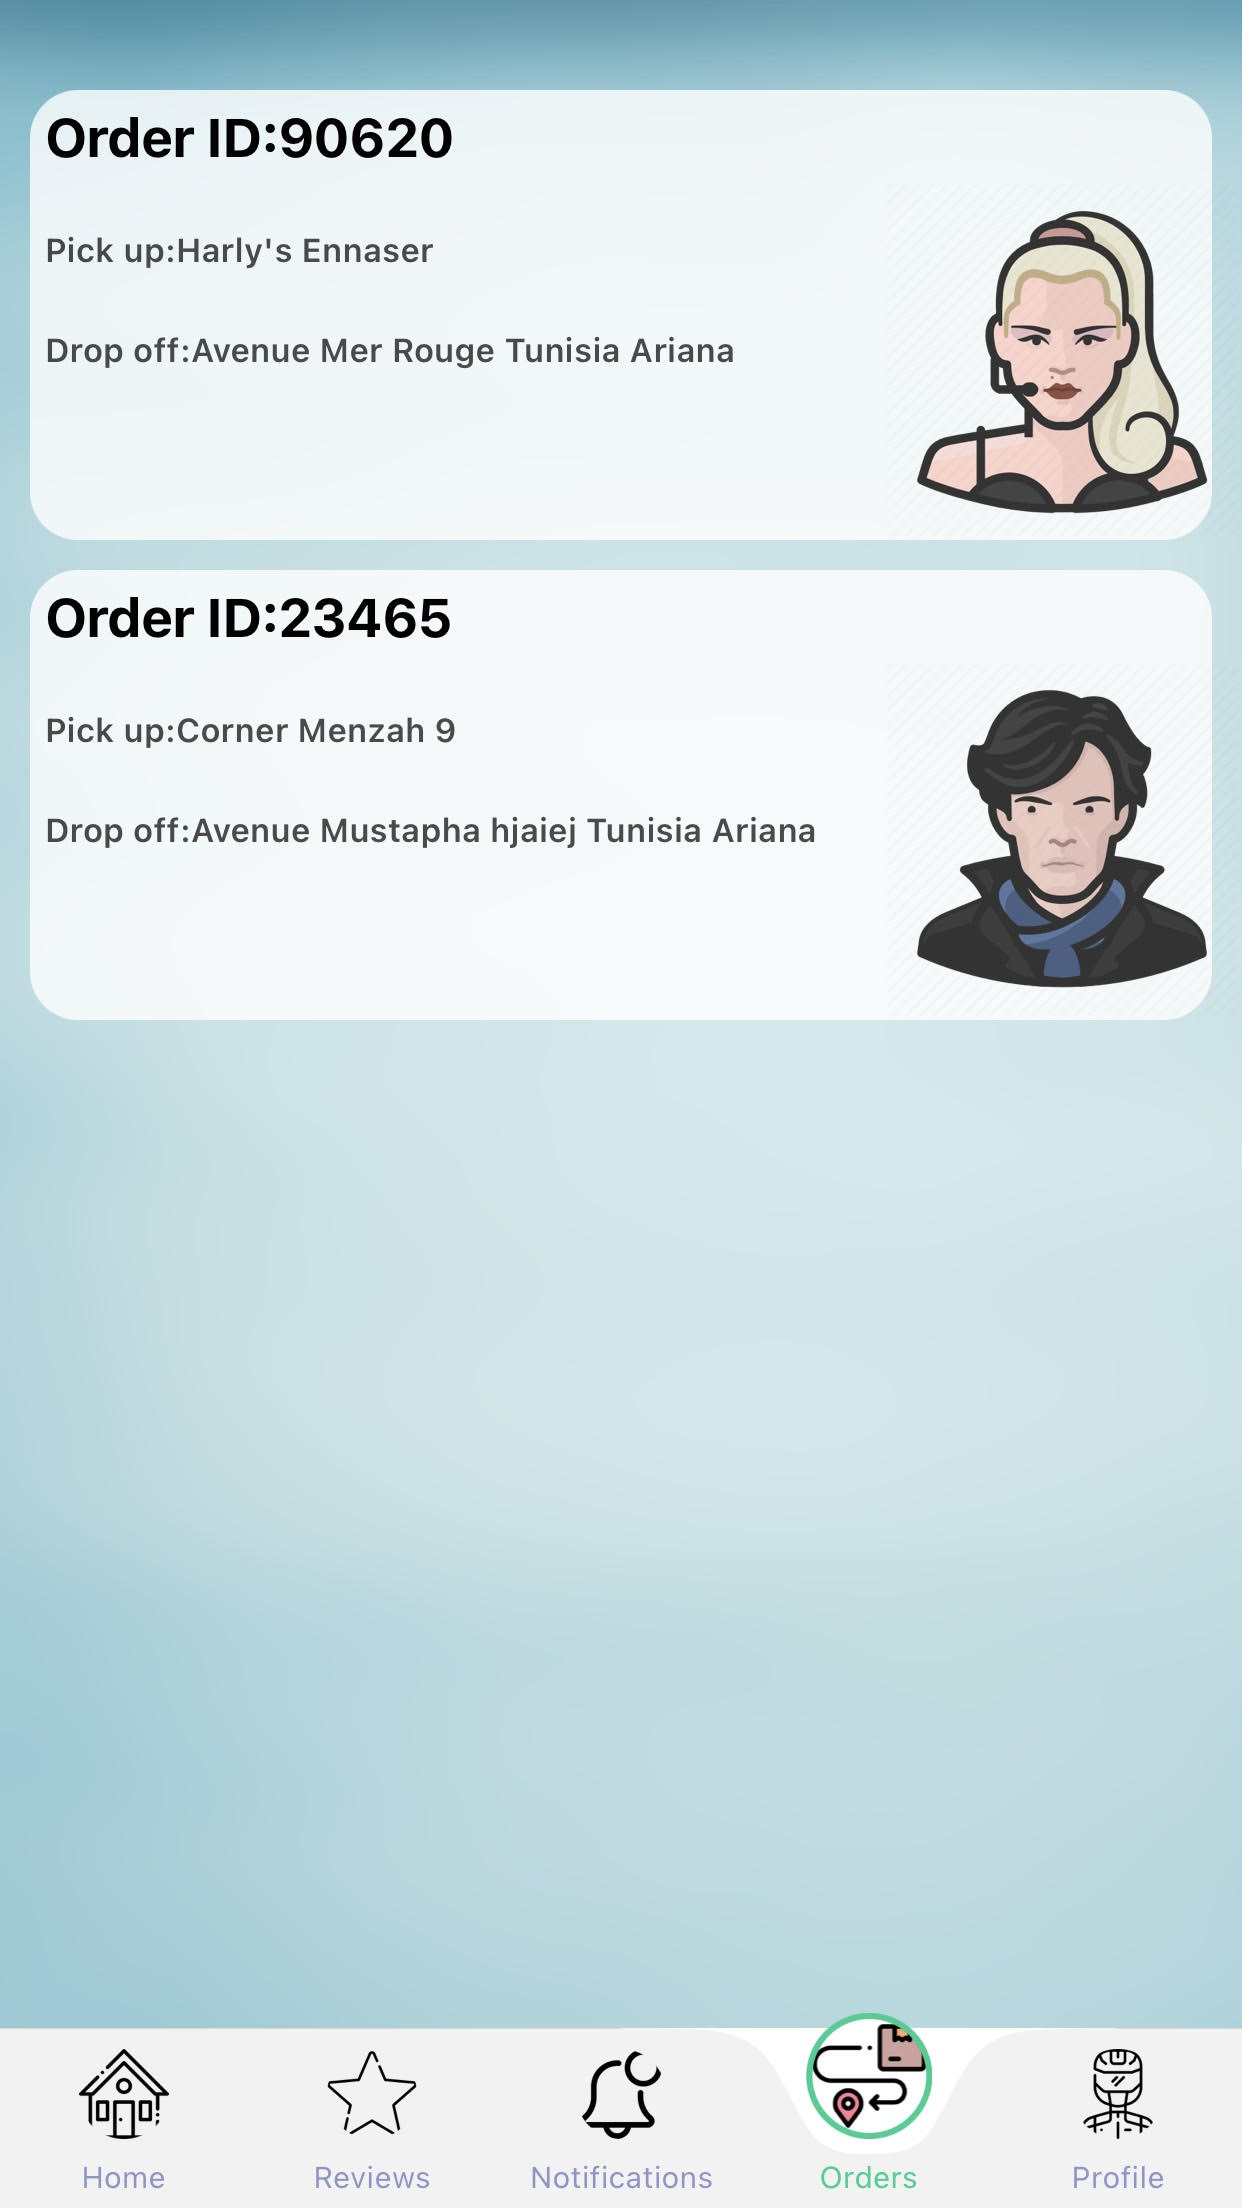 Order ID:90620
Pick up:Harly's Ennaser
Drop off:Avenue Mer Rouge Tunisia Ariana
Order ID:23465
Pick up:Corner Menzah 9
Drop off:Avenue Mustapha hjaiej Tunisia Ariana
Home Reviews Notifications Orders Profile